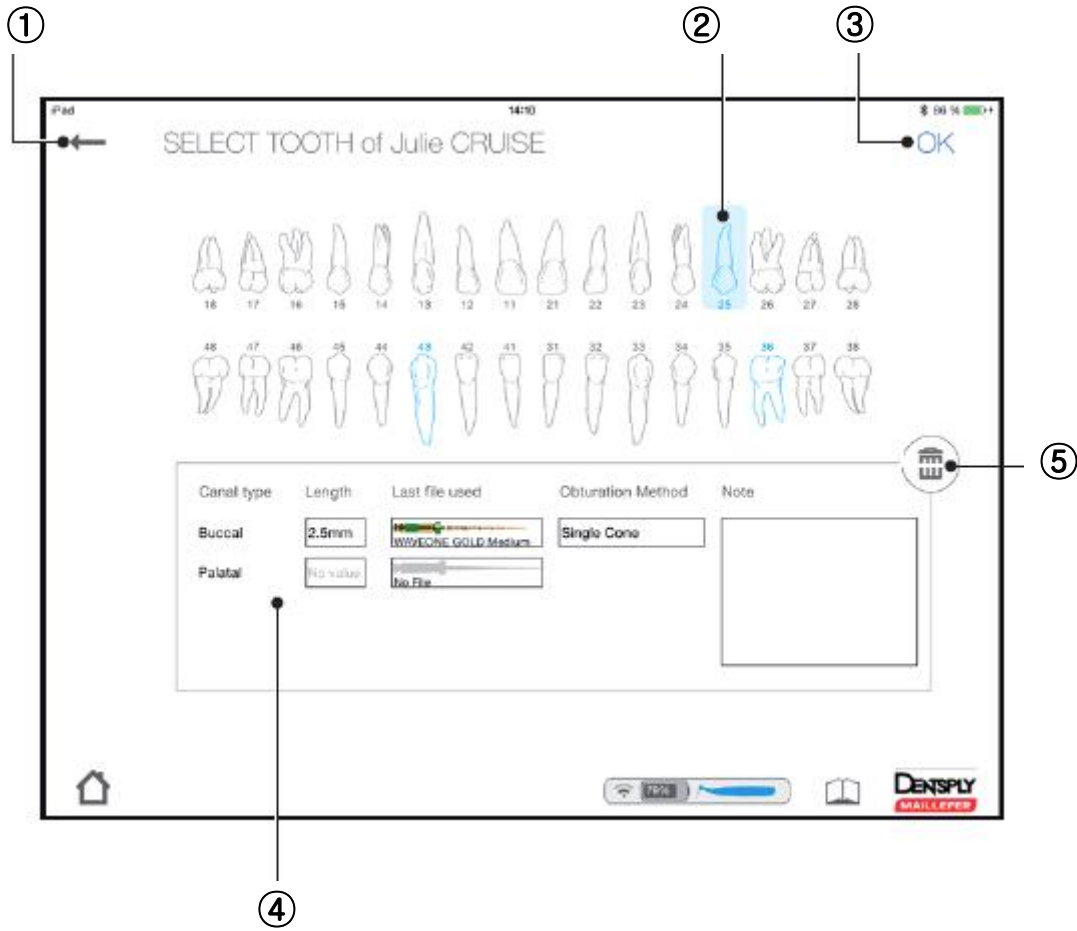 ① ② ③
iPad 14:10 86 %
SELECT TOOTH of Julie CRUISE OK
18 17 16 15 14 13 12 11 21 22 23 24 25 26 27 28
48 47 46 45 44 43 42 41 31 32 33 34 35 36 37 38
⑤
Canal type Length Last file used Obturation Method Note
Buccal 2.5mm WAVEONE GOLD Medium Single Cone
Palatal No value No File
79%
DENTSPLY
MAILLEFER
④